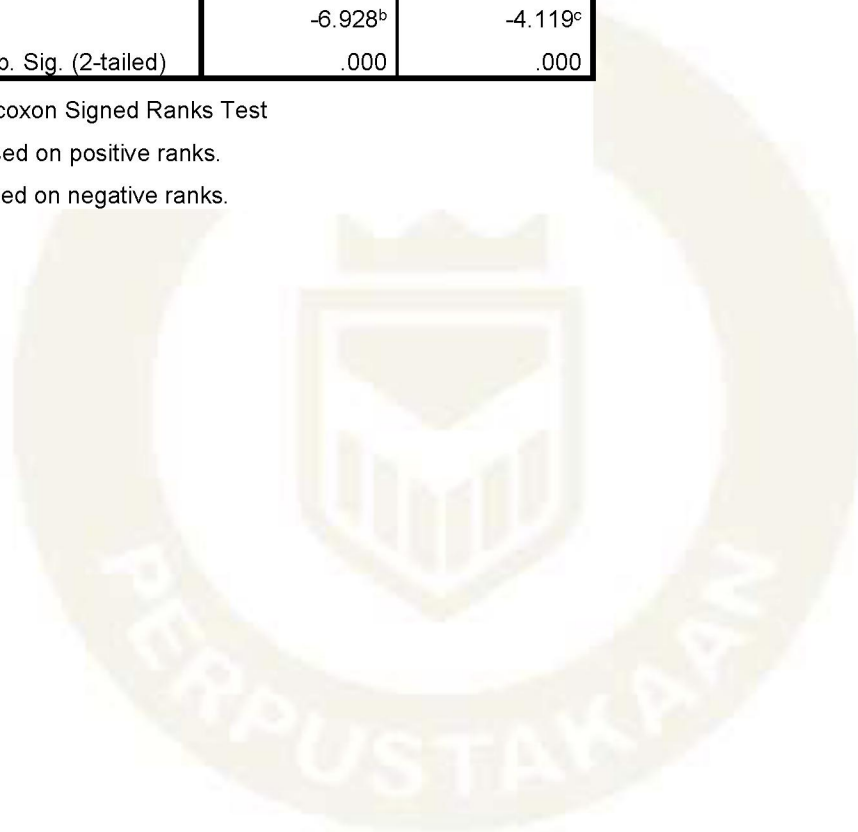 -6.928b -4.119c
p. Sig. (2-tailed) .000 .000
coxon Signed Ranks Test
sed on positive ranks.
ed on negative ranks.
PERPUSTAKAAN